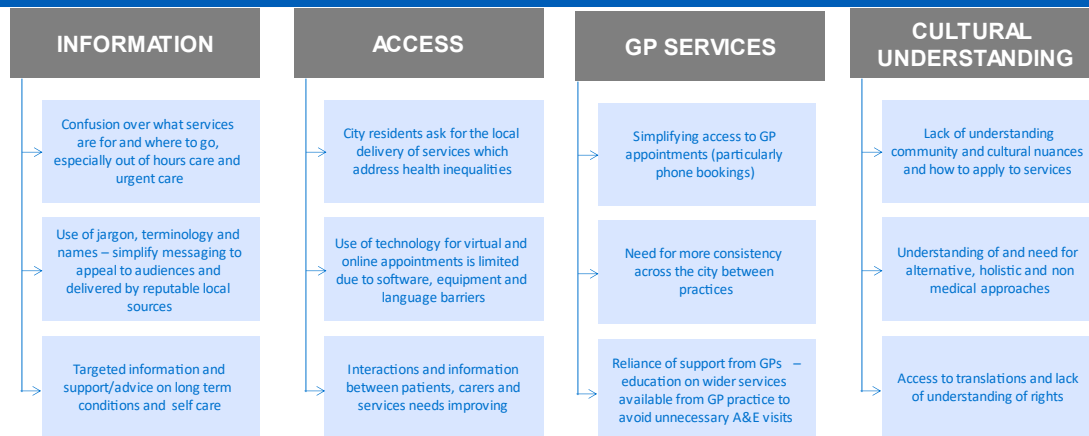 INFORMATION
Confusion over what services
are for and where to go,
especially out of hours care and
urgent care
Use of jargon, terminology and
names – simplify messaging to
appeal to audiences and
delivered by reputable local
sources
Targeted information and
support/advice on long term
conditions and self care
ACCESS
City residents ask for the local
delivery of services which
address health inequalities
Use of technology for virtual and
online appointments is limited
due to software, equipment and
language barriers
Interactions and information
between patients, carers and
services needs improving
GP SERVICES
Simplifying access to GP
appointments (particularly
phone bookings)
Need for more consistency
across the city between
practices
Reliance of support from GPs –
education on wider services
available from GP practice to
avoid unnecessary A&E visits
CULTURAL
UNDERSTANDING
Lack of understanding
community and cultural nuances
and how to apply to services
Understanding of and need for
alternative, holistic and non
medical approaches
Access to translations and lack
of understanding of rights